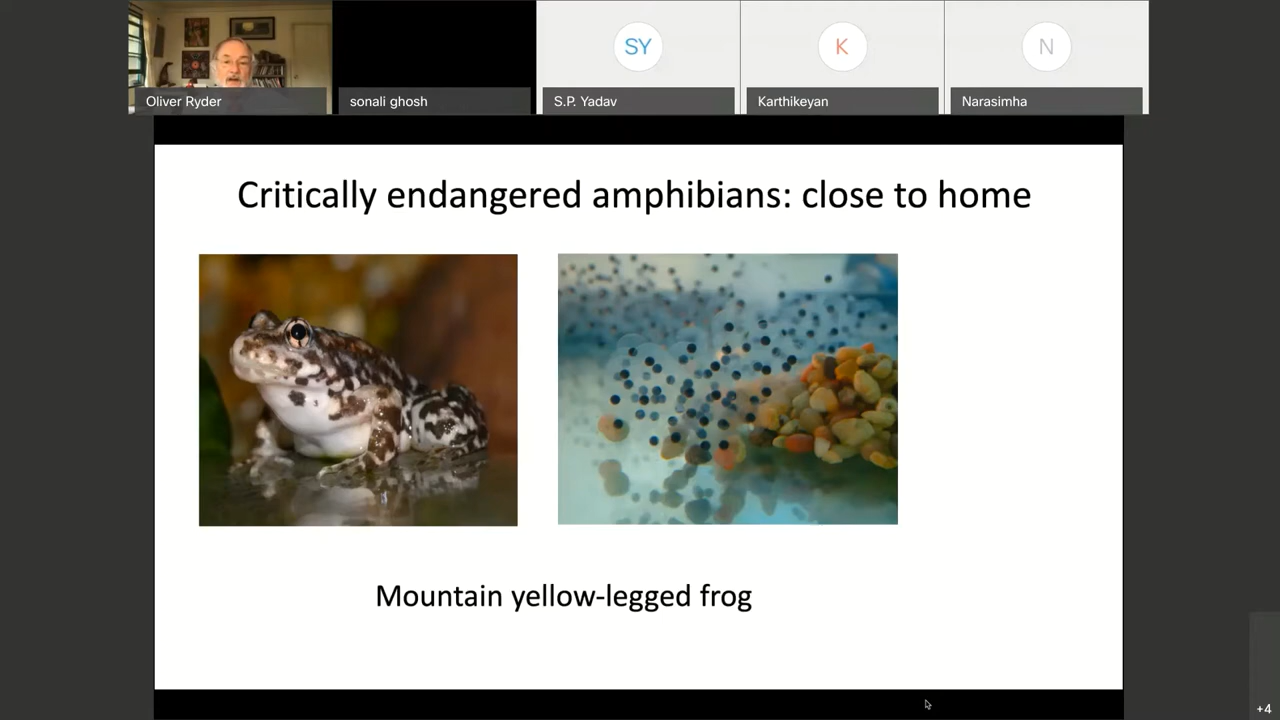 SY
K
N
Oliver Ryder
sonali ghosh
S.P. Yadav
Karthikeyan
Narasimha
Critically endangered amphibians: close to home
Mountain yellow-legged frog
+4